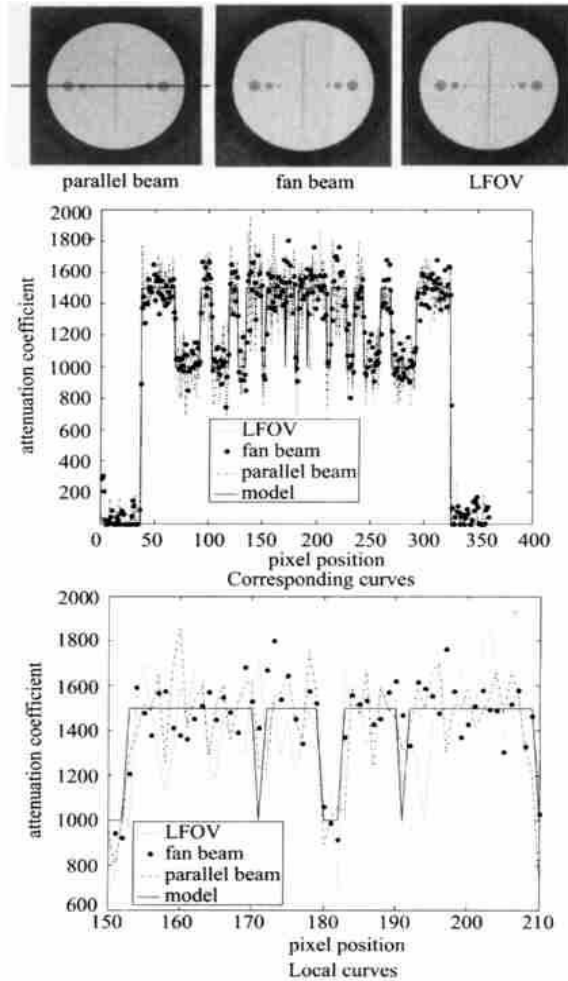 parallel beam
fan beam
LFOV
2000
1800
1600
1400
1200
1000
800
600
400
200
attenuation coefficient
LFOV
fan beam
parallel beam
model
0 50 100 150 200 250 300 350 400
pixel position
Corresponding curves
2000
1800
1600
1400
1200
1000
800
600
attenuation coefficient
LFOV
fan beam
parallel beam
model
150 160 170 180 190 200 210
pixel position
Local curves